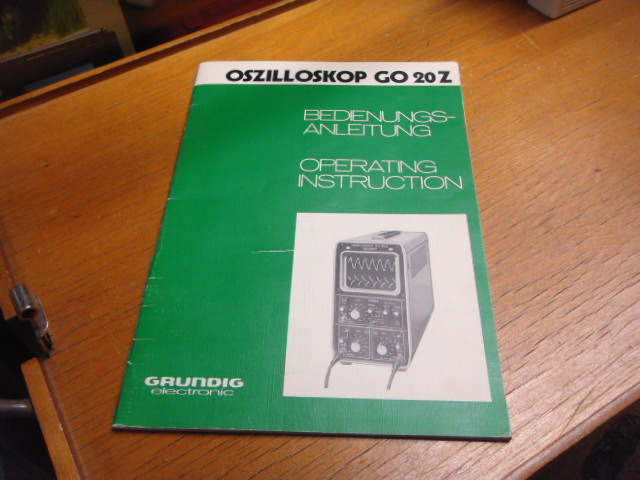 OSZILLOSKOP GO 20 Z
BEDIENUNGS-
ANLEITUNG
OPERATING
INSTRUCTION
GRUNDIG
electronic